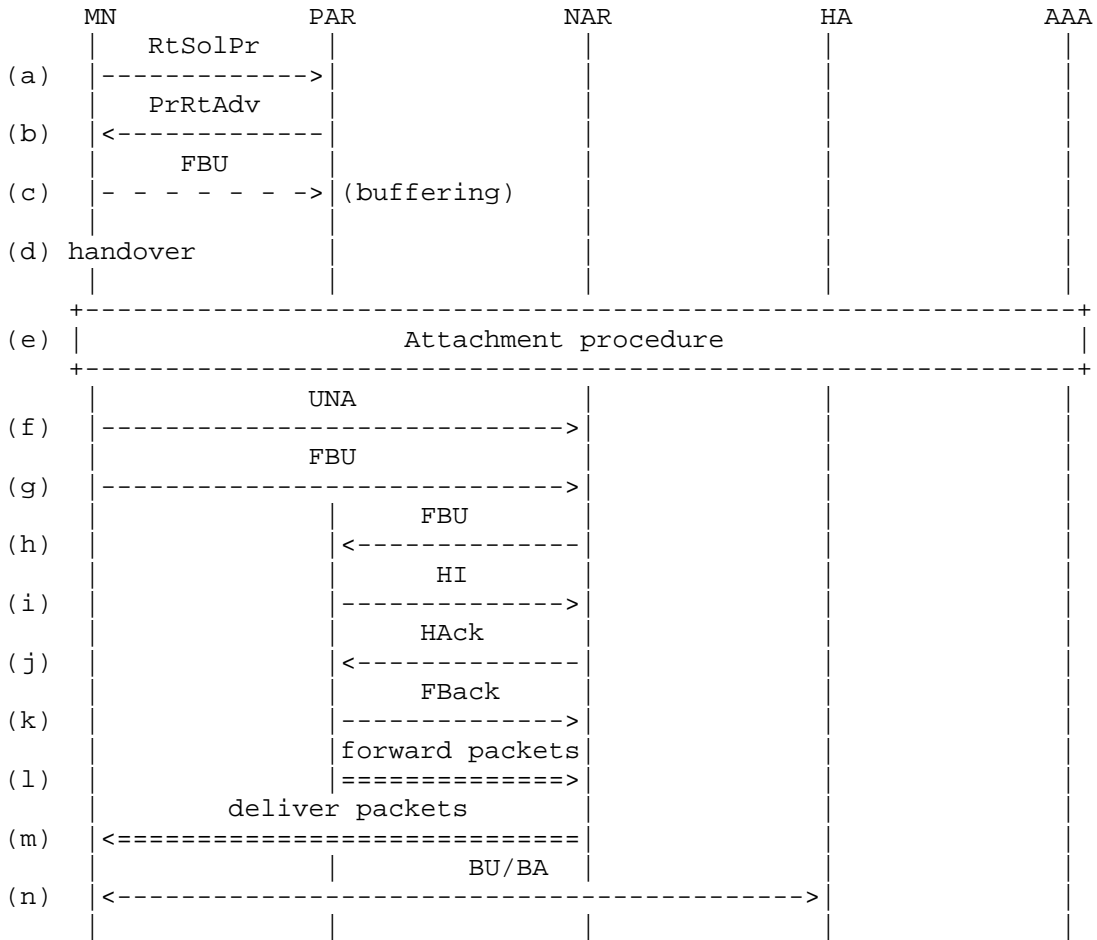 MN PAR NAR HA AAA
RtSolPr
(a) |------------->|
PrRtAdv
(b) |<-------------|
FBU
(c) |- - - - - - ->|(buffering)
(d) handover
(e) | Attachment procedure |
UNA
(f) |----------------------------->|
FBU
(g) |----------------------------->|
FBU
(h) |<--------------|
HI
(i) |-------------->|
HAck
(j) |<--------------|
FBack
(k) |-------------->|
forward packets
(l) |==============>|
deliver packets
(m) |<=============================|
BU/BA
(n) |<-------------------------------------------->|